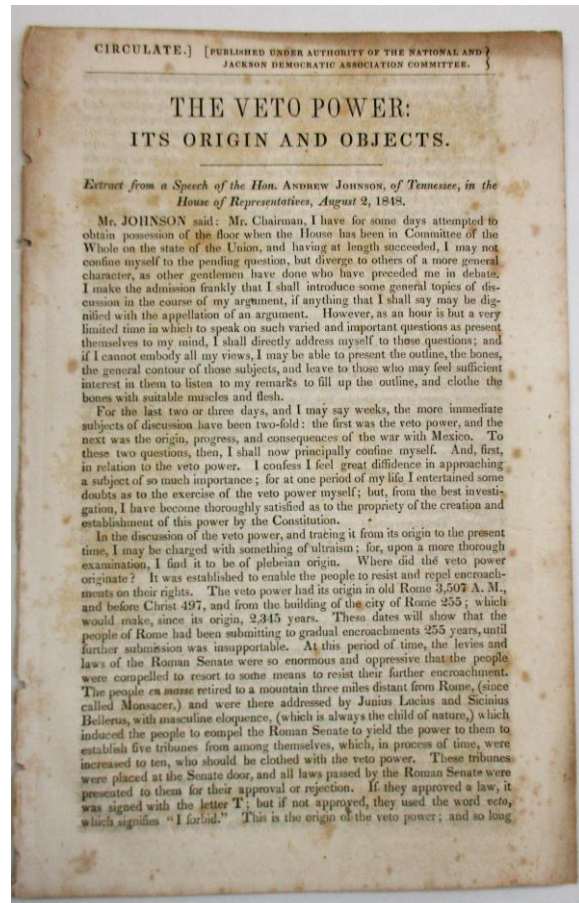 CIRCULATE.] [PUBLISHED UNDER AUTHORITY OF THE NATIONAL AND
JACKSON DEMOCRATIC ASSOCIATION COMMITTEE.
THE VETO POWER:
ITS ORIGIN AND OBJECTS.
Extract from a Speech of the Hon. ANDREW JOHNSON, of Tennessee, in the
House of Representatives, August 2, 1848.
Mr. JOHNSON said: Mr. Chairman, I have for some days attempted to
obtain possession of the floor when the House has been in Committee of the
Whole on the state of the Union, and having at length succeeded, I may not
confine myself to the pending question, but diverge to others of a more general
character, as other gentlemen have done who have preceded me in debate.
I make the admission frankly that I shall introduce some general topics of dis-
cussion in the course of my argument, if anything that I shall say may be dig-
nified with the appellation of an argument. However, as an hour is but a very
limited time in which to speak on such varied and important questions as present
themselves to my mind, I shall directly address myself to those questions; and
if I cannot embody all my views, I may be able to present the outline, the bones,
the general contour of those subjects, and leave to those who may feel sufficient
interest in them to listen to my remarks to fill up the outline, and clothe the
bones with suitable muscles and flesh.
For the last two or three days, and I may say weeks, the more immediate
subjects of discussion have been two-fold: the first was the veto power, and the
next was the origin, progress, and consequences of the war with Mexico. To
these two questions, then, I shall now principally confine myself. And, first,
in relation to the veto power. I confess I feel great diffidence in approaching
a subject of so much importance; for at one period of my life I entertained some
doubts as to the exercise of the veto power myself; but, from the best investi-
gation, I have become thoroughly satisfied as to the propriety of the creation and
establishment of this power by the Constitution.
In the discussion of the veto power, and tracing it from its origin to the present
time, I may be charged with something of ultraism; for, upon a more thorough
examination, I find it to be of plebeian origin. Where did the veto power
originate? It was established to enable the people to resist and repel encroach-
ments on their rights. The veto power had its origin in old Rome 3,507 A. M.,
and before Christ 497, and from the building of the city of Rome 255; which
would make, since its origin, 2,345 years. These dates will show that the
people of Rome had been submitting to gradual encroachments 255 years, until
further submission was insupportable. At this period of time, the levies and
laws of the Roman Senate were so enormous and oppressive that the people
were compelled to resort to some means to resist their further encroachment.
The people en masse retired to a mountain three miles distant from Rome, (since
called Monsacer,) and were there addressed by Junius Lucius and Sicinius
Bellerus, with masculine eloquence, (which is always the child of nature,) which
induced the people to compel the Roman Senate to yield the power to them to
establish five tribunes from among themselves, which, in process of time, were
increased to ten, who should be clothed with the veto power. These tribunes
were placed at the Senate door, and all laws passed by the Roman Senate were
presented to them for their approval or rejection. If they approved a law, it
was signed with the letter T; but if not approved, they used the word veto,
which signifies "I forbid." This is the origin of the veto power; and so long